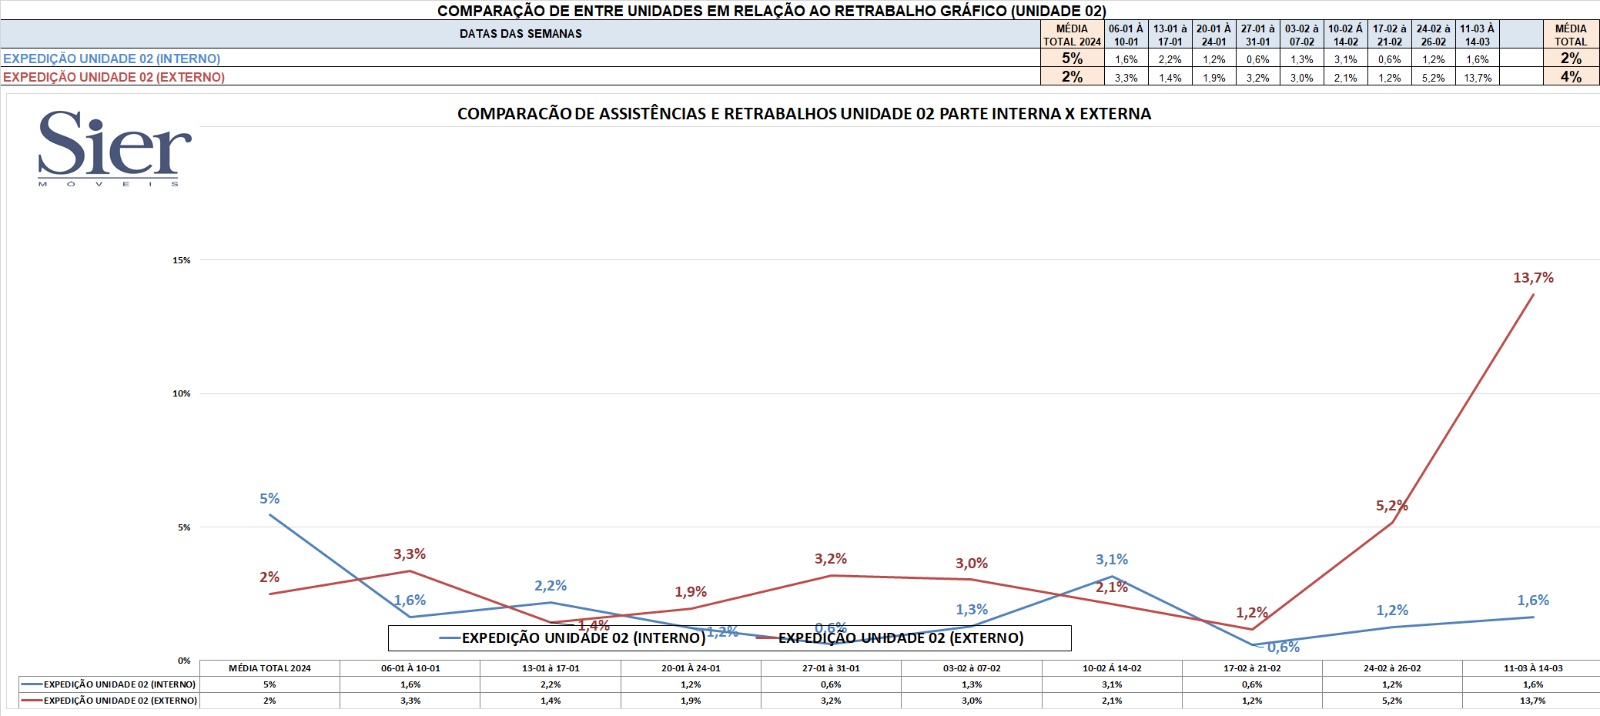 COMPARAÇÃO DE ENTRE UNIDADES EM RELAÇÃO AO RETRABALHO GRÁFICO (UNIDADE 02)
DATAS DAS SEMANAS MÉDIA TOTAL 2024 06-01 À 10-01 13-01 à 17-01 20-01 À 24-01 27-01 à 31-01 03-02 à 07-02 10-02 Á 14-02 17-02 à 21-02 24-02 à 26-02 11-03 À 14-03 MÉDIA TOTAL
EXPEDIÇÃO UNIDADE 02 (INTERNO) 5% 1,6% 2,2% 1,2% 0,6% 1,3% 3,1% 0,6% 1,2% 1,6% 2%
EXPEDIÇÃO UNIDADE 02 (EXTERNO) 2% 3,3% 1,4% 1,9% 3,2% 3,0% 2,1% 1,2% 5,2% 13,7% 4%
COMPARACÃO DE ASSISTÊNCIAS E RETRABALHOS UNIDADE 02 PARTE INTERNA X EXTERNA
Sier
MÓVEIS
15%
13,7%
10%
5%
5,2%
5%
3,3%
3,2%
3,0%
3,1%
2%
2,2%
1,9%
2,1%
1,6%
1,3%
1,2%
1,2%
1,6%
1,4%
1,2%
0,6%
0,6%
EXPEDIÇÃO UNIDADE 02 (INTERNO) EXPEDIÇÃO UNIDADE 02 (EXTERNO)
0%
MÉDIA TOTAL 2024 06-01 À 10-01 13-01 à 17-01 20-01 À 24-01 27-01 à 31-01 03-02 à 07-02 10-02 Á 14-02 17-02 à 21-02 24-02 à 26-02 11-03 À 14-03
EXPEDIÇÃO UNIDADE 02 (INTERNO) 5% 1,6% 2,2% 1,2% 0,6% 1,3% 3,1% 0,6% 1,2% 1,6%
EXPEDIÇÃO UNIDADE 02 (EXTERNO) 2% 3,3% 1,4% 1,9% 3,2% 3,0% 2,1% 1,2% 5,2% 13,7%